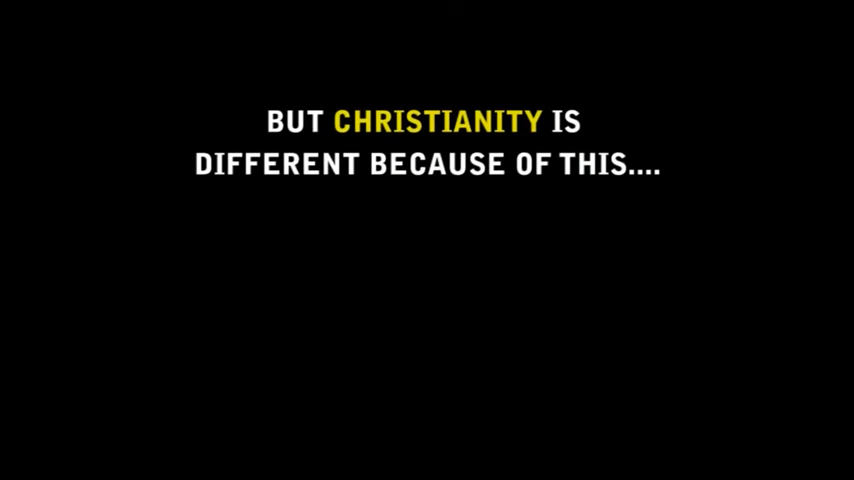 BUT CHRISTIANITY IS
DIFFERENT BECAUSE OF THIS....